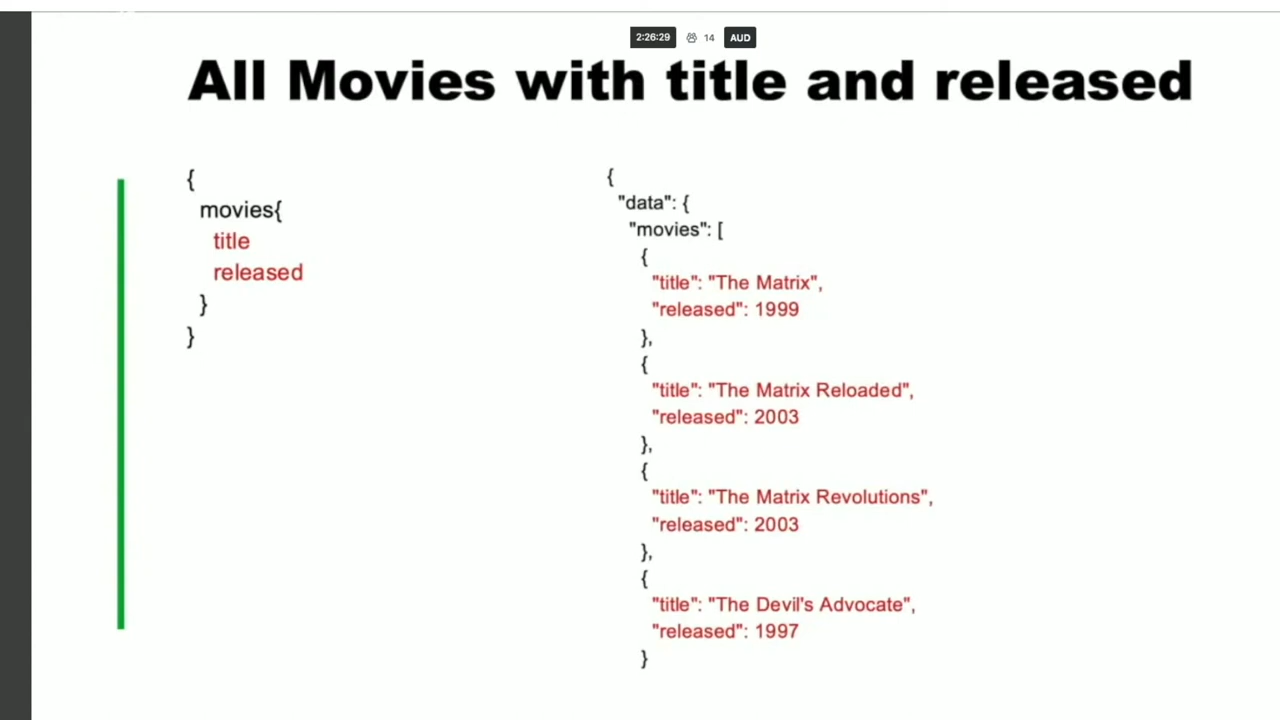 2:26:29 14 AUD
All Movies with title and released
{
movies{
title
released
}
}
{
"data": {
"movies": [
{
"title": "The Matrix",
"released": 1999
},
{
"title": "The Matrix Reloaded",
"released": 2003
},
{
"title": "The Matrix Revolutions",
"released": 2003
},
{
"title": "The Devil's Advocate",
"released": 1997
}